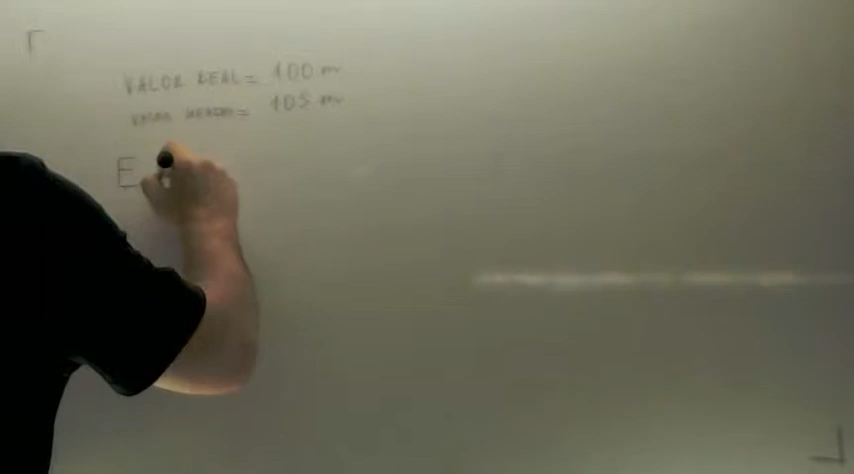 VALOR REAL = 100 m
VALOR MEDIDO = 105 m
E